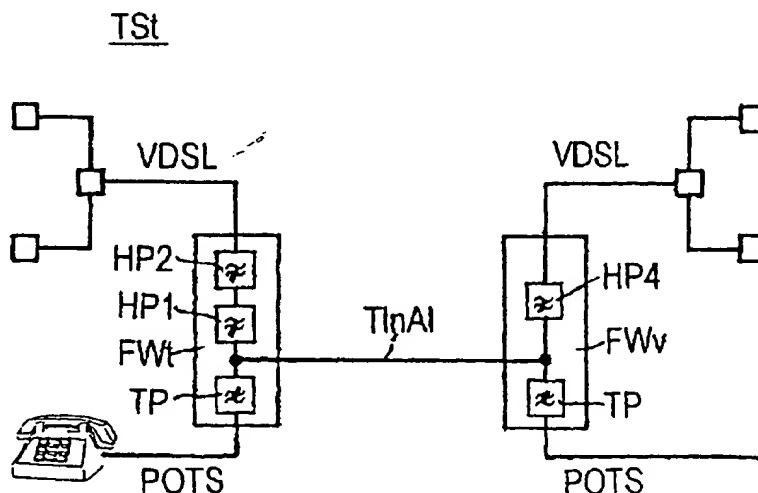 TSt
VDSL
VDSL
HP2
HP4
HP1
TlnAl
FWt
FWv
TP
TP
POTS
POTS